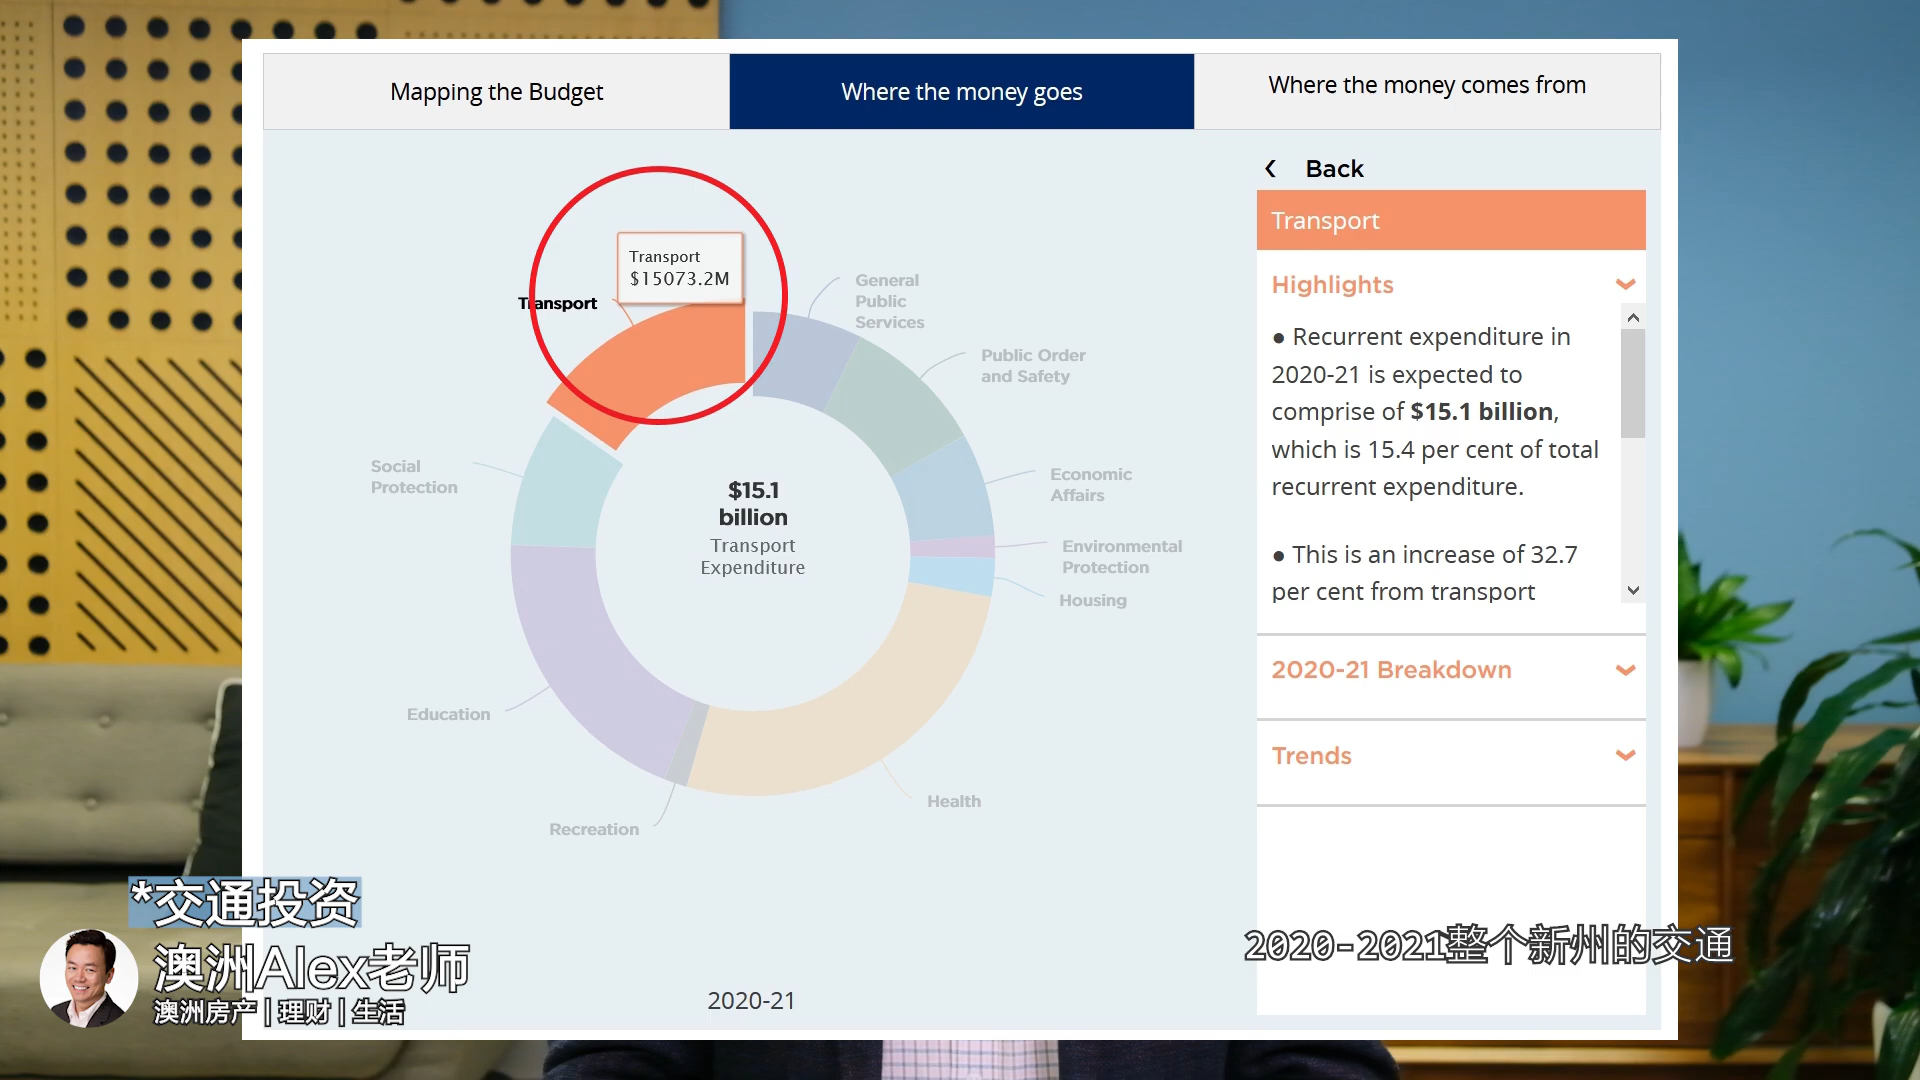 Mapping the Budget
Where the money goes
Where the money comes from
Back
Transport
Highlights
● Recurrent expenditure in
2020-21 is expected to
comprise of $15.1 billion,
which is 15.4 per cent of total
recurrent expenditure.
● This is an increase of 32.7
per cent from transport
2020-21 Breakdown
Trends
Transport
$15073.2M
Transport
General
Public
Services
Public Order
and Safety
Economic
Affairs
Environmental
Protection
Housing
Health
Recreation
Education
Social
Protection
$15.1
billion
Transport
Expenditure
2020-21
*交通投资
澳洲Alex老师
澳洲房产 | 理财 | 生活
2020-2021整个新州的交通